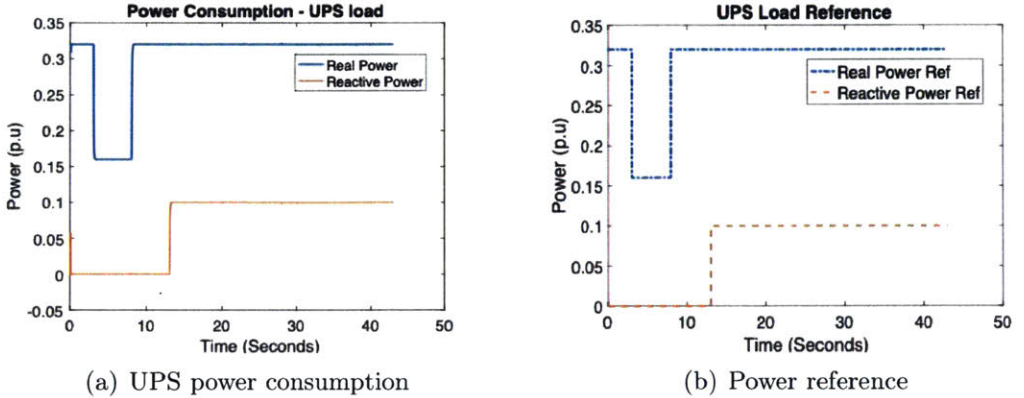 Power Consumption - UPS load
0.35
0.3
0.25
0.2
0.15
0.1
0.05
0
-0.05
Power (p.u)
Real Power
Reactive Power
0 10 20 30 40 50
Time (Seconds)
(a) UPS power consumption
UPS Load Reference
0.35
0.3
0.25
0.2
0.15
0.1
0.05
0
Power (p.u)
Real Power Ref
Reactive Power Ref
0 10 20 30 40 50
Time (Seconds)
(b) Power reference